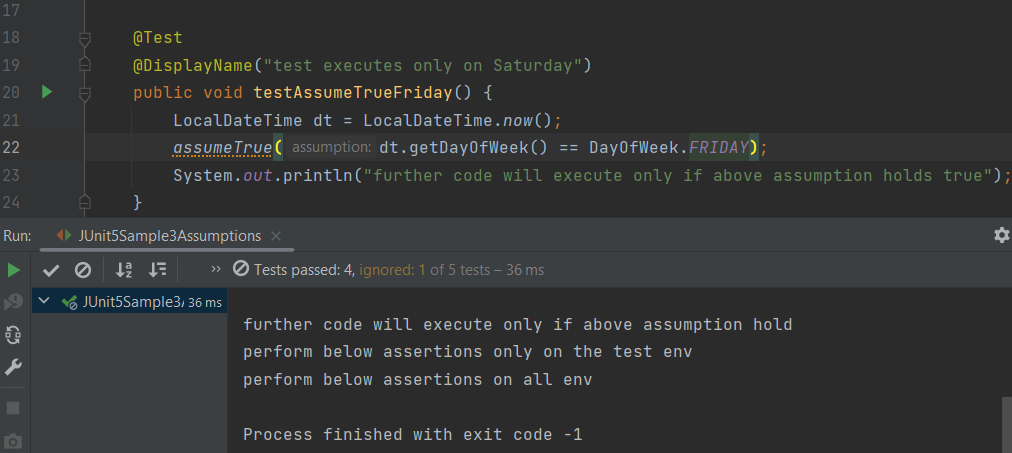 17
18 @Test
19 @DisplayName("test executes only on Saturday")
20 public void testAssumeTrueFriday() {
21 LocalDateTime dt = LocalDateTime.now();
22 assumeTrue( assumption: dt.getDayOfWeek() == DayOfWeek.FRIDAY);
23 System.out.println("further code will execute only if above assumption holds true");
24 }
Run: JUnit5Sample3Assumptions ×
>> Tests passed: 4, ignored: 1 of 5 tests – 36 ms
JUnit5Sample3A 36 ms
further code will execute only if above assumption hold
perform below assertions only on the test env
perform below assertions on all env
Process finished with exit code -1